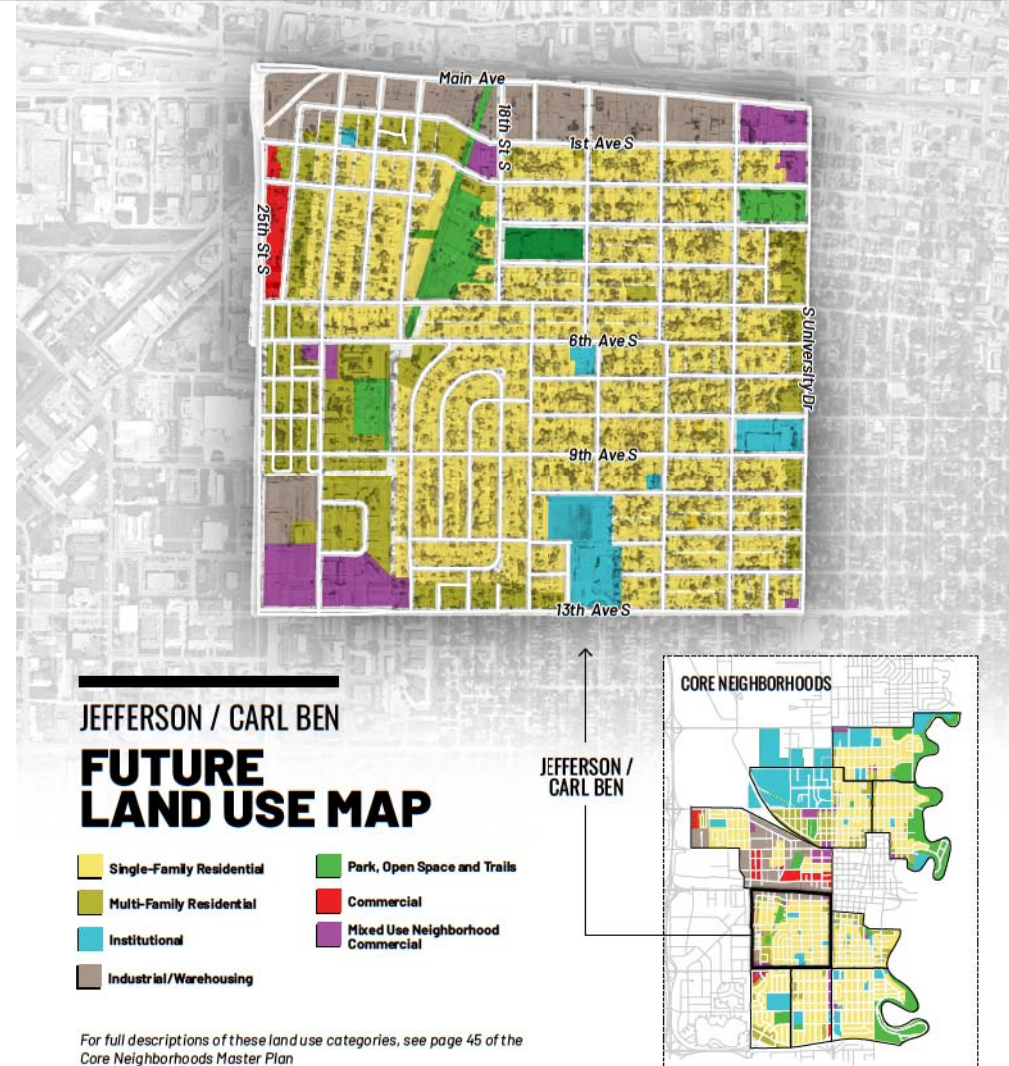 Main Ave
18th St S
1st Ave S
25th St S
6th Ave S
S University Dr
9th Ave S
13th Ave S
JEFFERSON / CARL BEN
FUTURE
LAND USE MAP
Single-Family Residential
Multi-Family Residential
Institutional
Industrial/Warehousing
Park, Open Space and Trails
Commercial
Mixed Use Neighborhood
Commercial
For full descriptions of these land use categories, see page 45 of the
Core Neighborhoods Master Plan
JEFFERSON /
CARL BEN
CORE NEIGHBORHOODS